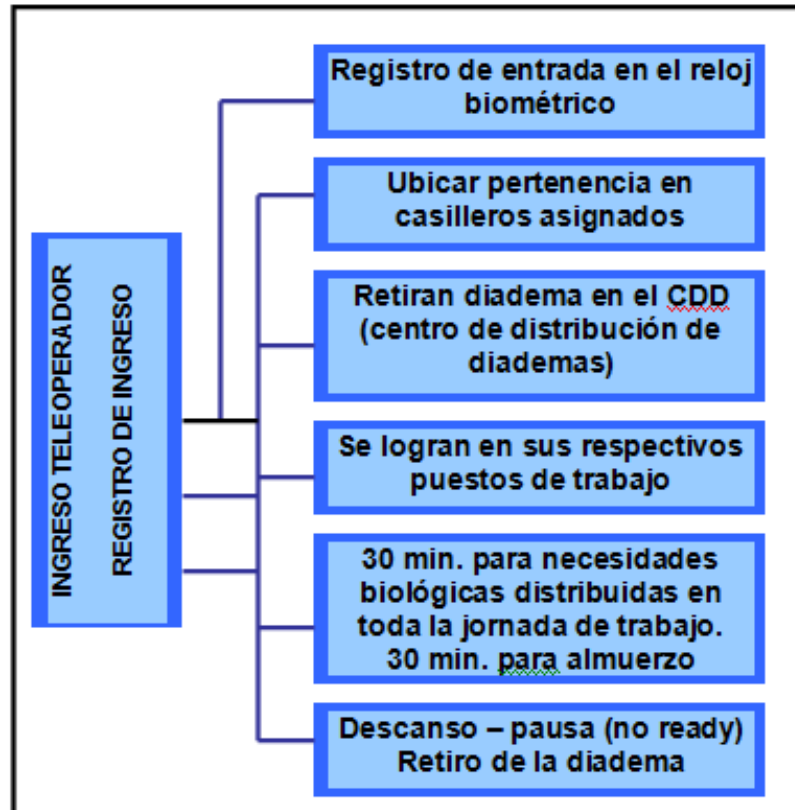 INGRESO TELEOPERADOR
REGISTRO DE INGRESO
Registro de entrada en el reloj
biométrico
Ubicar pertenencia en
casilleros asignados
Retiran diadema en el CDD
(centro de distribución de
diademas)
Se logran en sus respectivos
puestos de trabajo
30 min. para necesidades
biológicas distribuidas en
toda la jornada de trabajo.
30 min. para almuerzo
Descanso – pausa (no ready)
Retiro de la diadema